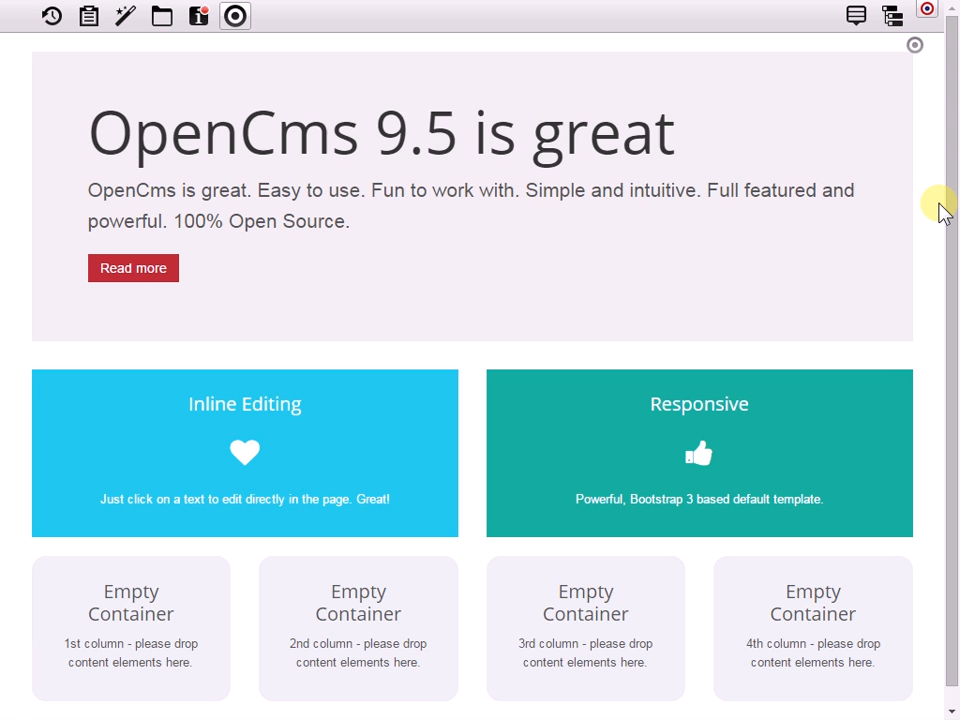 OpenCms 9.5 is great
OpenCms is great. Easy to use. Fun to work with. Simple and intuitive. Full featured and
powerful. 100% Open Source.
Read more
Inline Editing
Responsive
Just click on a text to edit directly in the page. Great!
Powerful, Bootstrap 3 based default template.
Empty
Container
1st column - please drop
content elements here.
Empty
Container
2nd column - please drop
content elements here.
Empty
Container
3rd column - please drop
content elements here.
Empty
Container
4th column - please drop
content elements here.